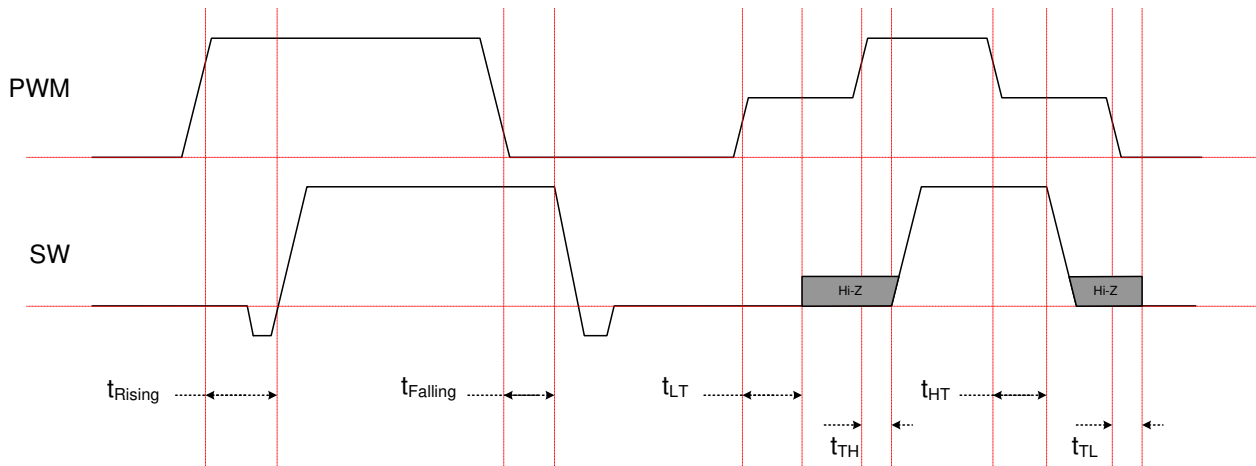 PWM
SW
Hi-Z
Hi-Z
tRising
tFalling
tLT
tHT
tTH
tTL